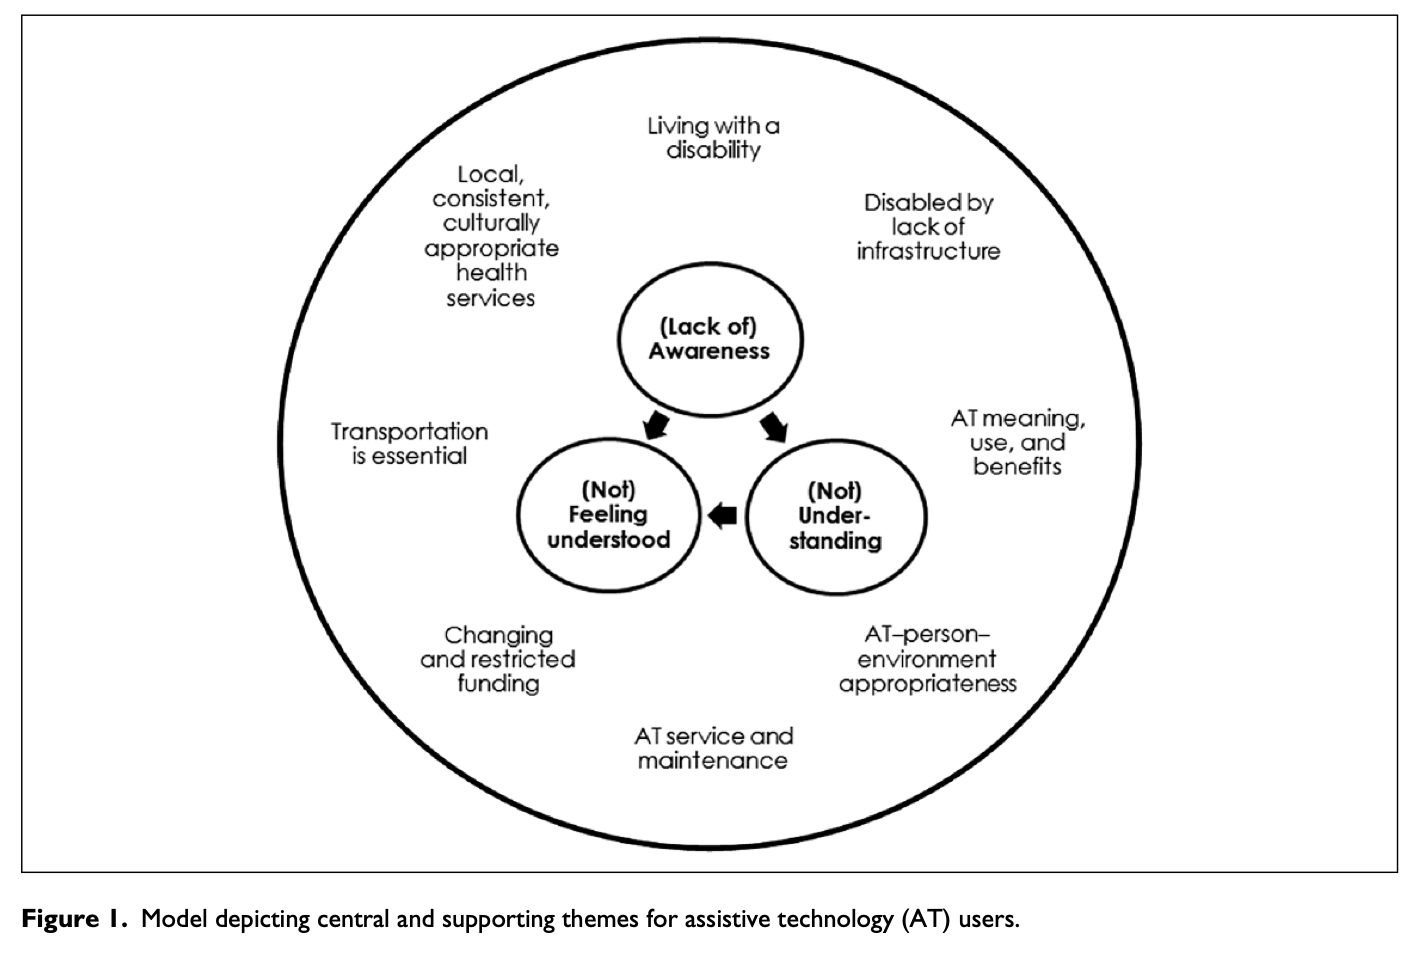 Living with a
disability
Local,
consistent,
culturally
appropriate
health
services
Disabled by
lack of
infrastructure
(Lack of)
Awareness
Transportation
is essential
AT meaning,
use, and
benefits
(Not)
Feeling
understood
(Not)
Under-
standing
Changing
and restricted
funding
AT–person–
environment
appropriateness
AT service and
maintenance
Figure 1. Model depicting central and supporting themes for assistive technology (AT) users.